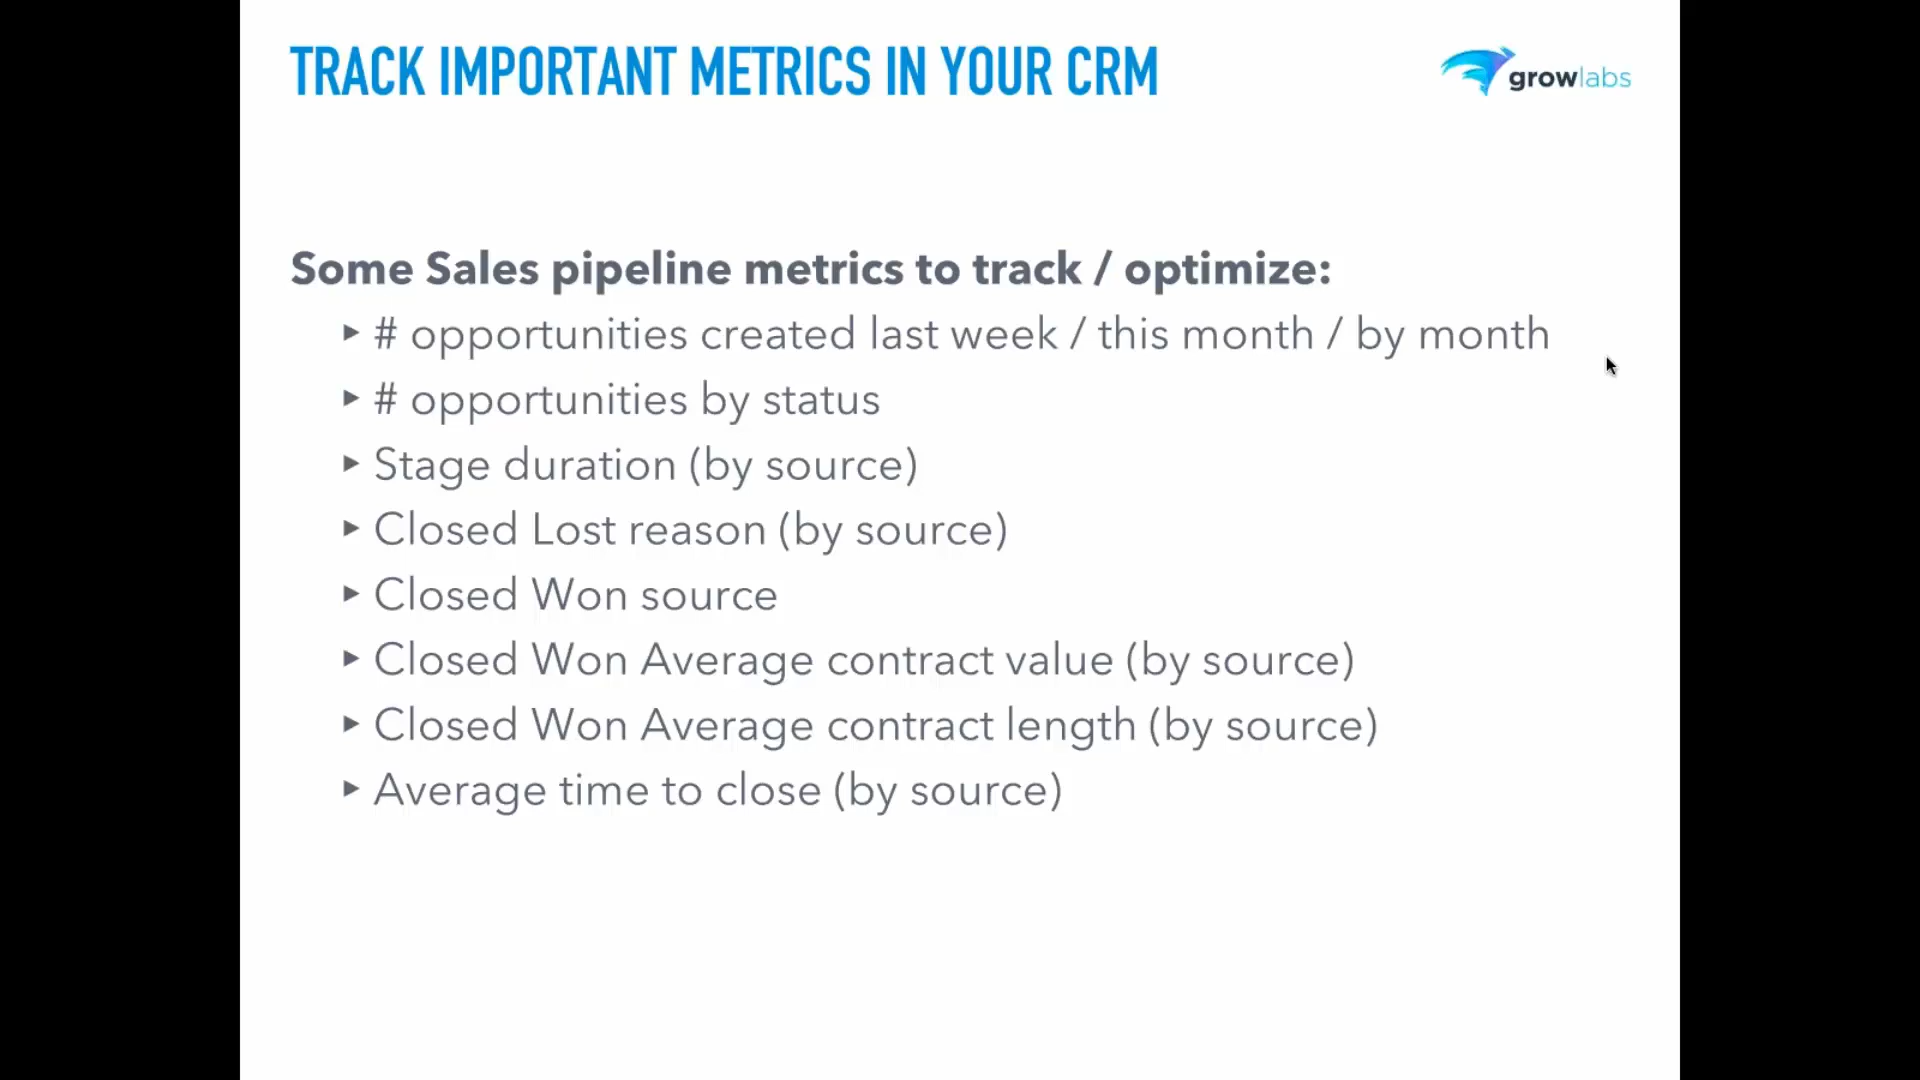 TRACK IMPORTANT METRICS IN YOUR CRM
growlabs
Some Sales pipeline metrics to track / optimize:
▸ # opportunities created last week / this month / by month
▸ # opportunities by status
▸ Stage duration (by source)
▸ Closed Lost reason (by source)
▸ Closed Won source
▸ Closed Won Average contract value (by source)
▸ Closed Won Average contract length (by source)
▸ Average time to close (by source)